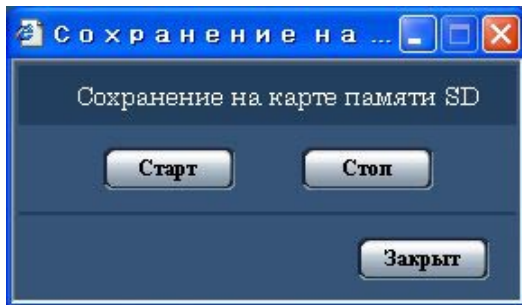 Сохранение на ...
Сохранение на карте памяти SD
Старт Стоп
Закрыт